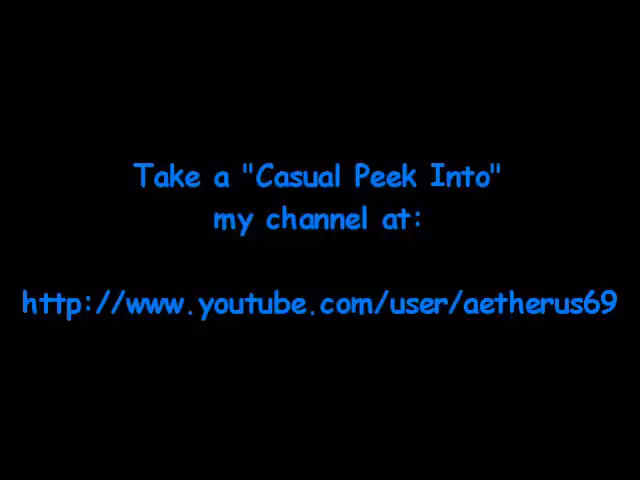 Take a "Casual Peek Into"
my channel at:
http://www.youtube.com/user/aetherus69